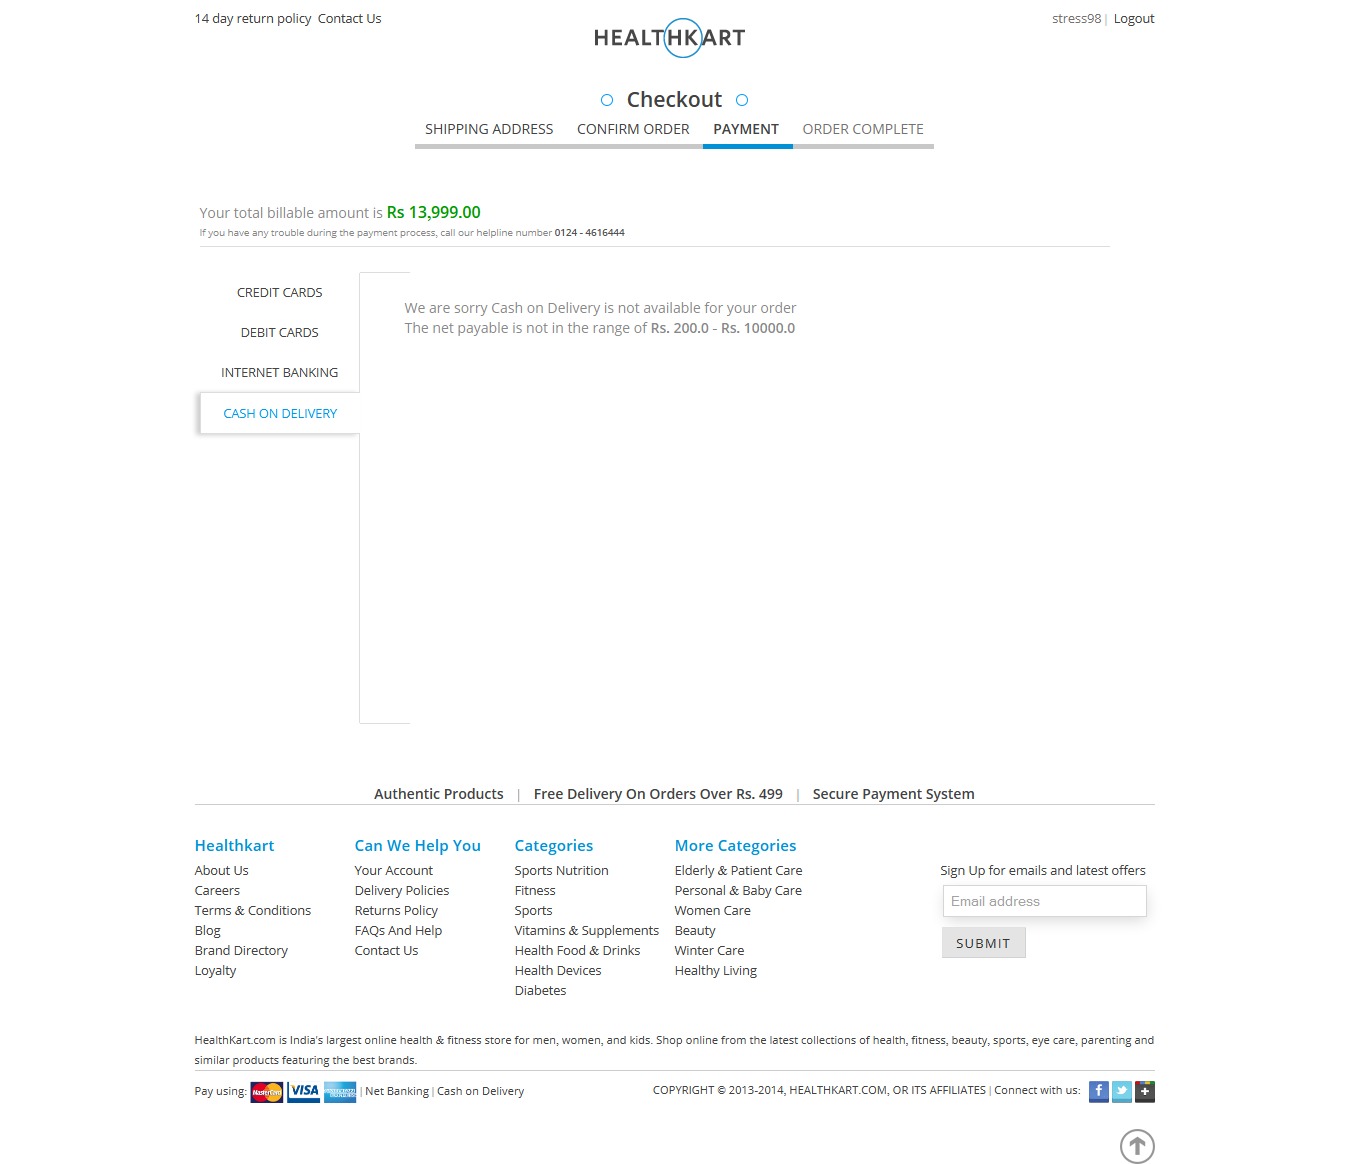 14 day return policy Contact Us
HEALTHKART
stress98 | Logout
Checkout
SHIPPING ADDRESS CONFIRM ORDER PAYMENT ORDER COMPLETE
Your total billable amount is Rs 13,999.00
If you have any trouble during the payment process, call our helpline number 0124 - 4616444
CREDIT CARDS
DEBIT CARDS
INTERNET BANKING
CASH ON DELIVERY
We are sorry Cash on Delivery is not available for your order
The net payable is not in the range of Rs. 200.0 - Rs. 10000.0
Authentic Products | Free Delivery On Orders Over Rs. 499 | Secure Payment System
Healthkart
About Us
Careers
Terms & Conditions
Blog
Brand Directory
Loyalty
Can We Help You
Your Account
Delivery Policies
Returns Policy
FAQs And Help
Contact Us
Categories
Sports Nutrition
Fitness
Sports
Vitamins & Supplements
Health Food & Drinks
Health Devices
Diabetes
More Categories
Elderly & Patient Care
Personal & Baby Care
Women Care
Beauty
Winter Care
Healthy Living
Sign Up for emails and latest offers
Email address
SUBMIT
HealthKart.com is India's largest online health & fitness store for men, women, and kids. Shop online from the latest collections of health, fitness, beauty, sports, eye care, parenting and
similar products featuring the best brands.
Pay using: MasterCard VISA AMERICAN EXPRESS | Net Banking | Cash on Delivery
COPYRIGHT © 2013-2014, HEALTHKART.COM, OR ITS AFFILIATES | Connect with us: